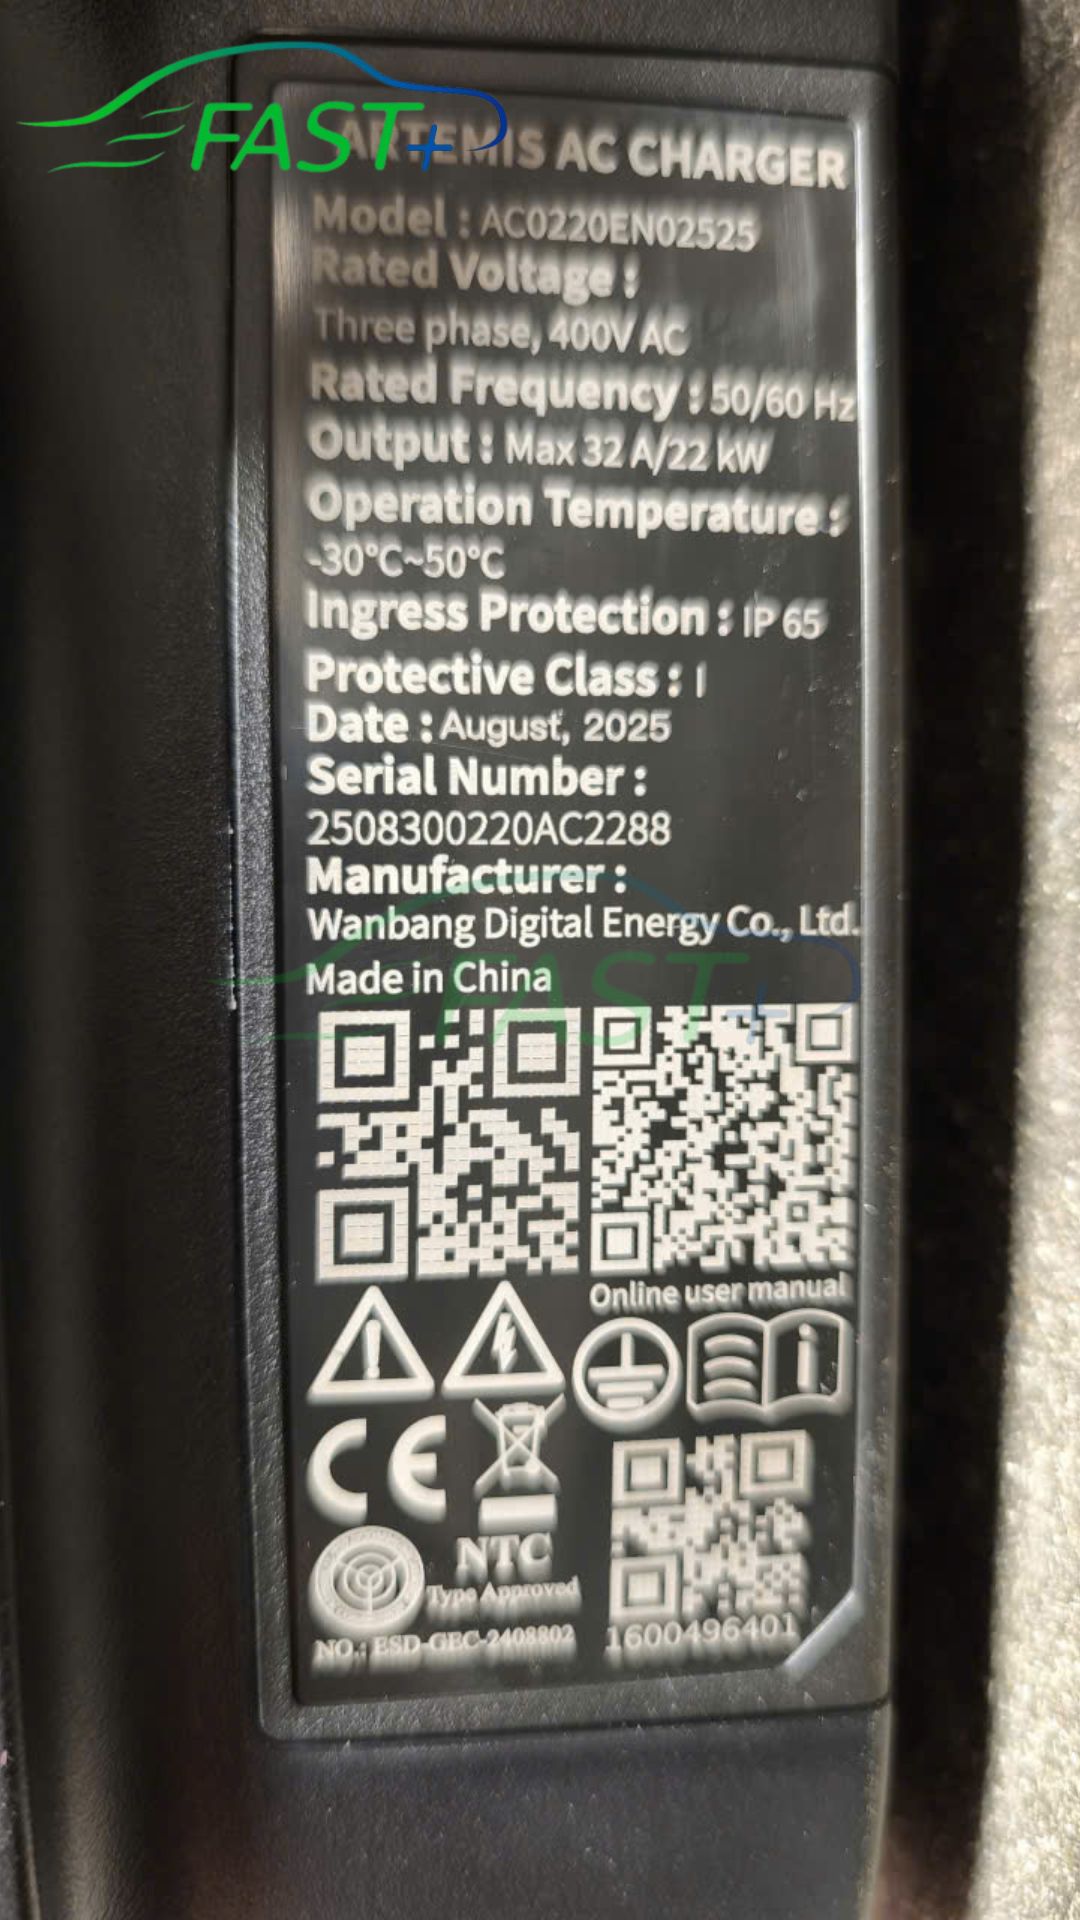 FAST+
ARTEMIS AC CHARGER
Model : AC0220EN02525
Rated Voltage :
Three phase, 400V AC
Rated Frequency : 50/60 Hz
Output : Max 32 A/22 kW
Operation Temperature :
-30°C~50°C
Ingress Protection : IP 65
Protective Class : I
Date : August, 2025
Serial Number :
2508300220AC2288
Manufacturer :
Wanbang Digital Energy Co., Ltd.
Made in China
FAST+
Online user manual
CE
NTC
Type Approved
NO.: ESD-GEC-2408802
1600496401